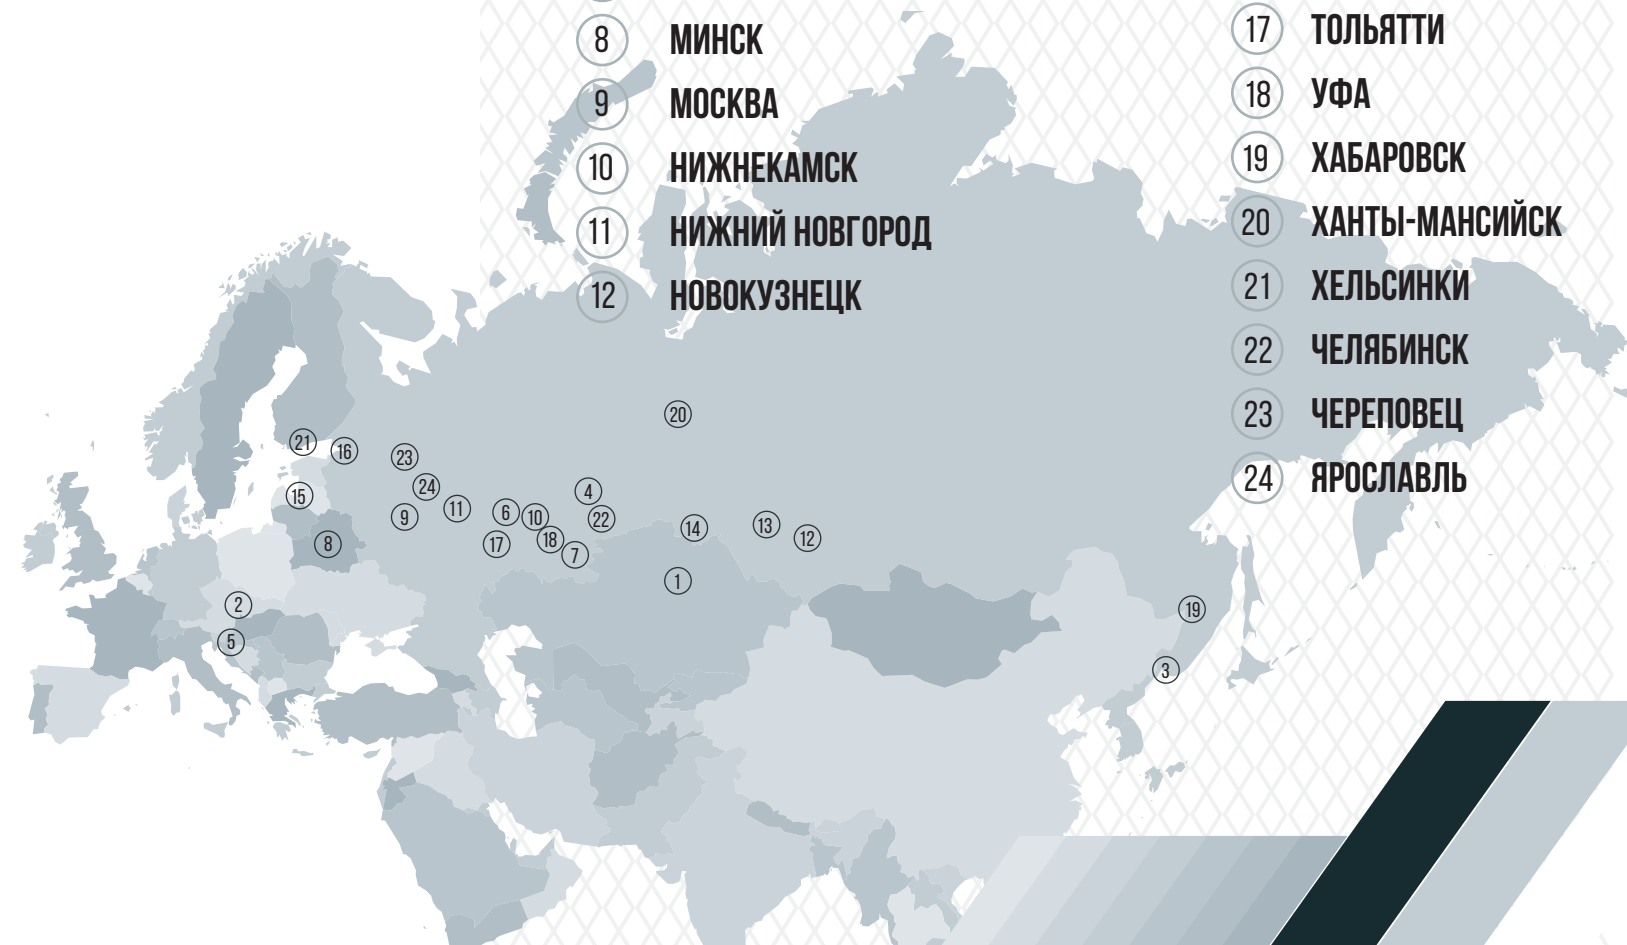 8 МИНСК
9 МОСКВА
10 НИЖНЕКАМСК
11 НИЖНИЙ НОВГОРОД
12 НОВОКУЗНЕЦК
17 ТОЛЬЯТТИ
18 УФА
19 ХАБАРОВСК
20 ХАНТЫ-МАНСИЙСК
21 ХЕЛЬСИНКИ
22 ЧЕЛЯБИНСК
23 ЧЕРЕПОВЕЦ
24 ЯРОСЛАВЛЬ
20
21
16
23
24
4
15
9
11
6
10
22
14
13
12
8
17
18
7
1
2
19
5
3